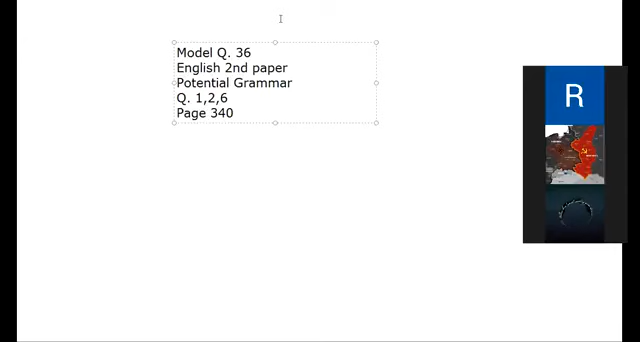 Model Q. 36
English 2nd paper
Potential Grammar
Q. 1,2,6
Page 340
R